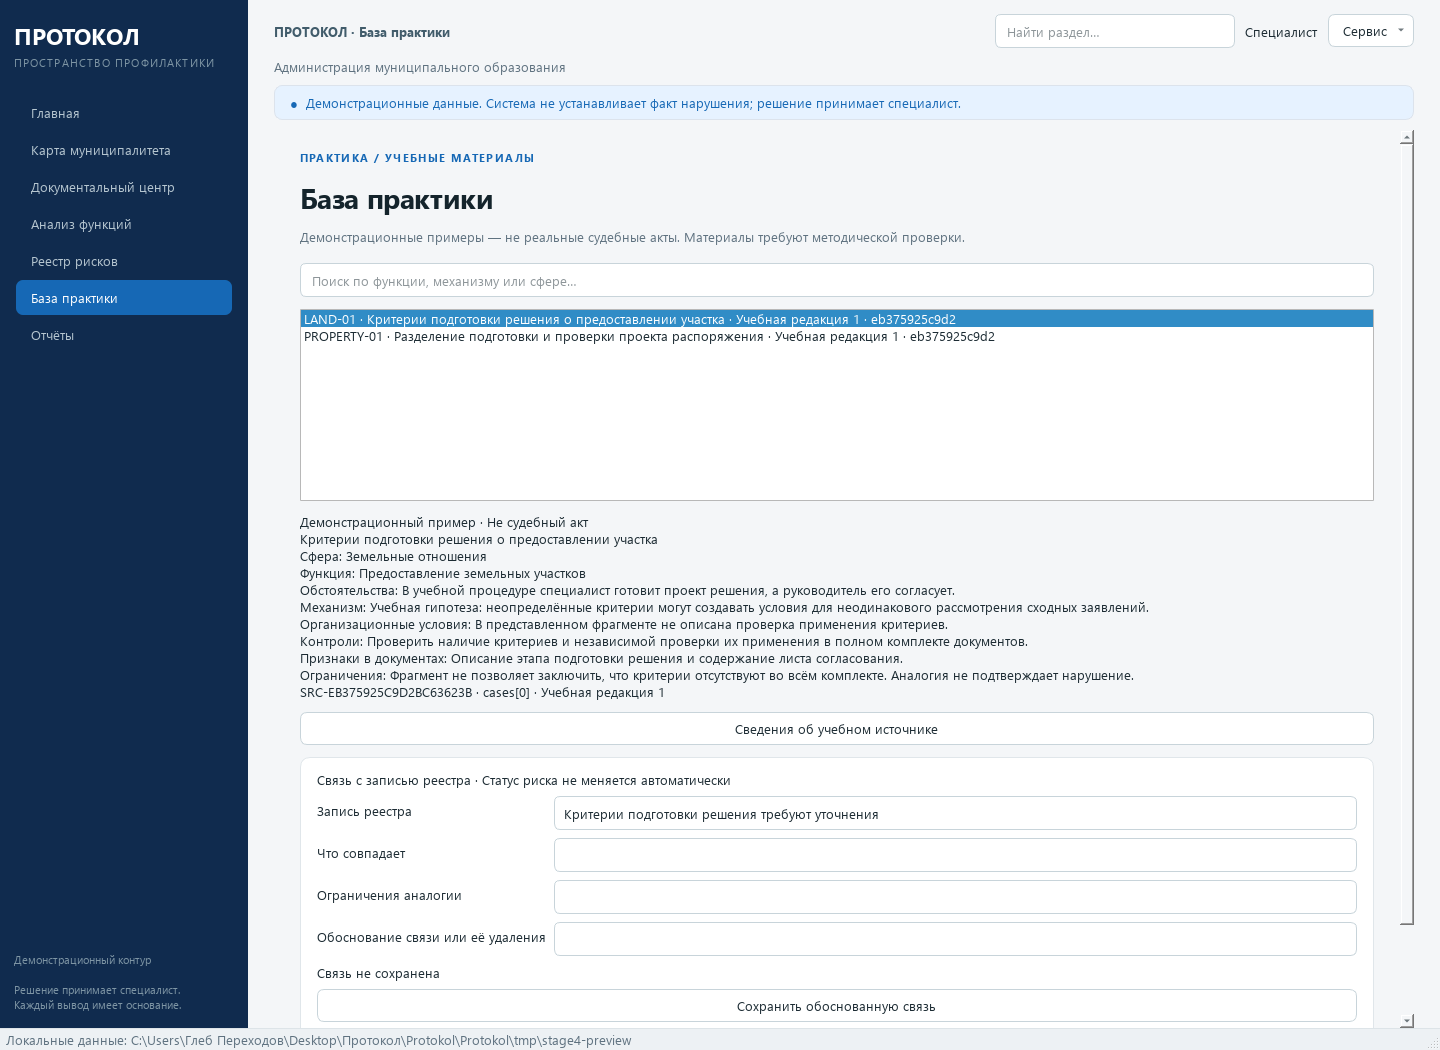 ПРОТОКОЛ
ПРОСТРАНСТВО ПРОФИЛАКТИКИ
Главная
Карта муниципалитета
Документальный центр
Анализ функций
Реестр рисков
База практики
Отчёты
Демонстрационный контур
Решение принимает специалист.
Каждый вывод имеет основание.
ПРОТОКОЛ · База практики
Найти раздел...
Специалист
Сервис
Администрация муниципального образования
● Демонстрационные данные. Система не устанавливает факт нарушения; решение принимает специалист.
ПРАКТИКА / УЧЕБНЫЕ МАТЕРИАЛЫ
База практики
Демонстрационные примеры — не реальные судебные акты. Материалы требуют методической проверки.
Поиск по функции, механизму или сфере...
LAND-01 · Критерии подготовки решения о предоставлении участка · Учебная редакция 1 · eb375925c9d2
PROPERTY-01 · Разделение подготовки и проверки проекта распоряжения · Учебная редакция 1 · eb375925c9d2
Демонстрационный пример · Не судебный акт
Критерии подготовки решения о предоставлении участка
Сфера: Земельные отношения
Функция: Предоставление земельных участков
Обстоятельства: В учебной процедуре специалист готовит проект решения, а руководитель его согласует.
Механизм: Учебная гипотеза: неопределённые критерии могут создавать условия для неодинакового рассмотрения сходных заявлений.
Организационные условия: В представленном фрагменте не описана проверка применения критериев.
Контроли: Проверить наличие критериев и независимой проверки их применения в полном комплекте документов.
Признаки в документах: Описание этапа подготовки решения и содержание листа согласования.
Ограничения: Фрагмент не позволяет заключить, что критерии отсутствуют во всём комплекте. Аналогия не подтверждает нарушение.
SRC-EB375925C9D2BC63623B · cases[0] · Учебная редакция 1
Сведения об учебном источнике
Связь с записью реестра · Статус риска не меняется автоматически
Запись реестра
Критерии подготовки решения требуют уточнения
Что совпадает
Ограничения аналогии
Обоснование связи или её удаления
Связь не сохранена
Сохранить обоснованную связь
Локальные данные: C:\Users\Глеб Переходов\Desktop\Протокол\Protokol\Protokol\tmp\stage4-preview